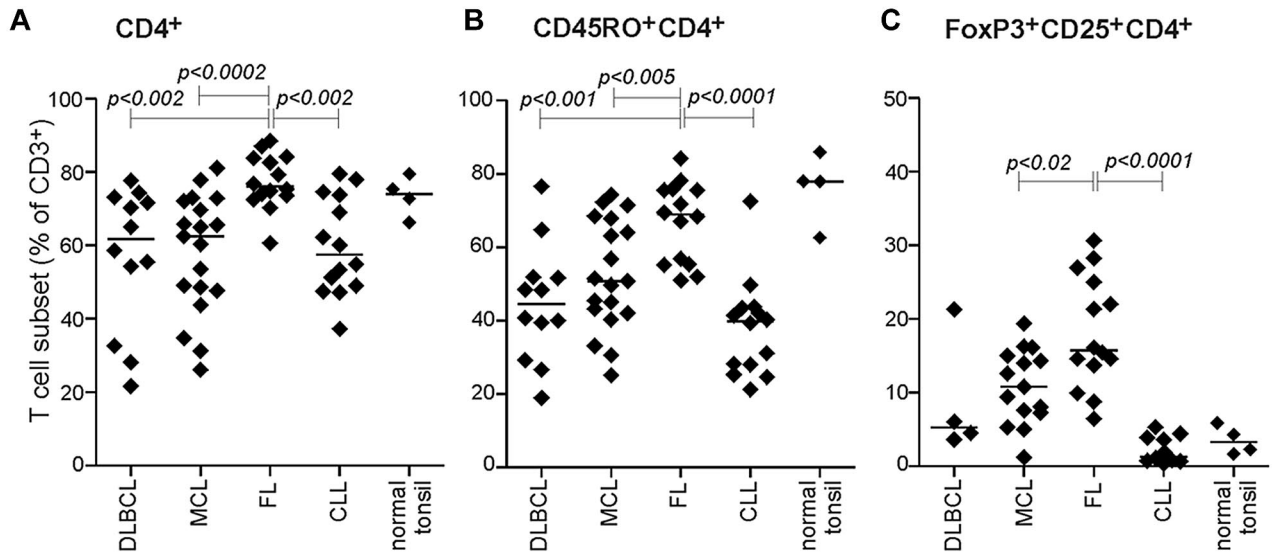 A CD4+
B CD45RO+CD4+
C FoxP3+CD25+CD4+
T cell subset (% of CD3+)
p<0.0002
p<0.002 p<0.002
100
80
60
40
20
0
DLBCL
MCL
FL
CLL
normal
tonsil
p<0.005
p<0.001 p<0.0001
100
80
60
40
20
0
DLBCL
MCL
FL
CLL
normal
tonsil
p<0.02 p<0.0001
50
40
30
20
10
0
DLBCL
MCL
FL
CLL
normal
tonsil